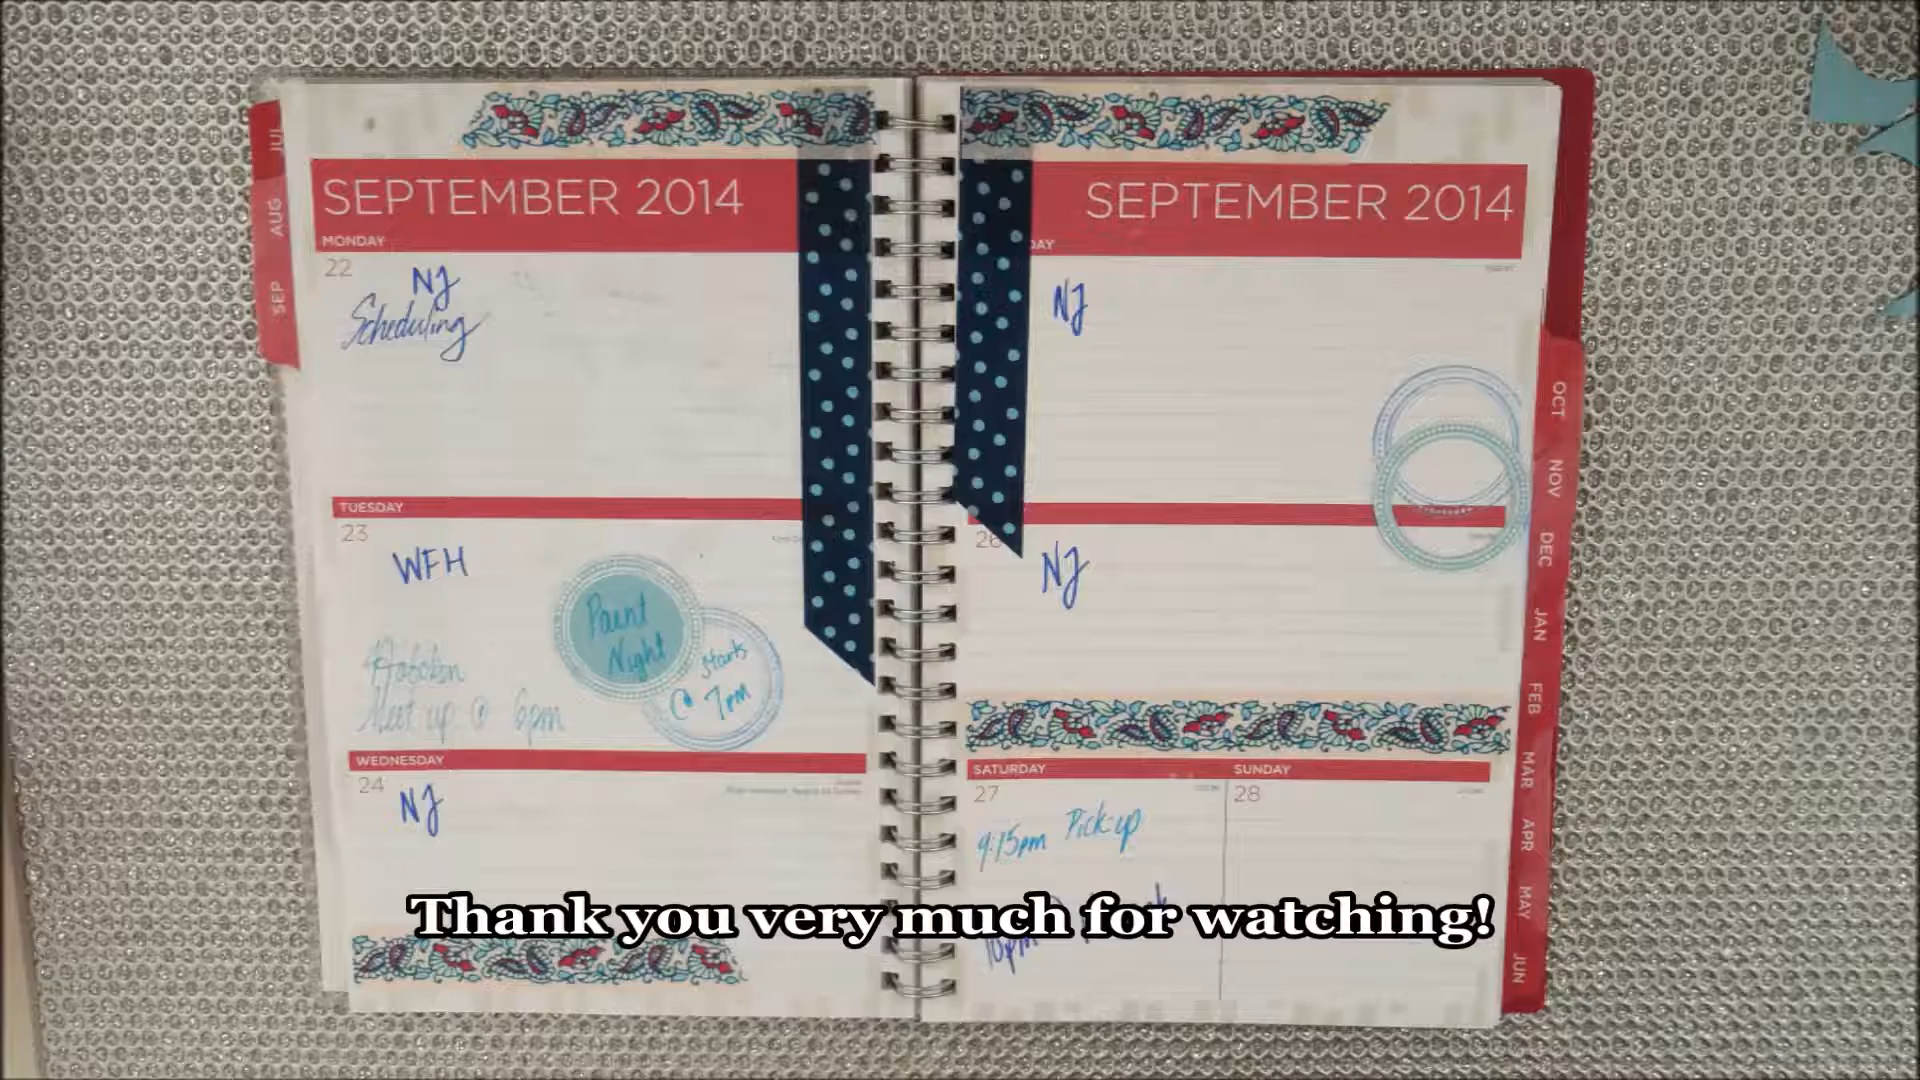 JUL
AUG
SEP
SEPTEMBER 2014
MONDAY
22
NJ
Scheduling
TUESDAY
23
WFH
Paint
Night
Starts
@ 7pm
Hoboken
Meet up @ 6pm
WEDNESDAY
24
NJ
SEPTEMBER 2014
DAY
NJ
26
NJ
SATURDAY
27
9:15pm Pick-up
10pm
SUNDAY
28
OCT
NOV
DEC
JAN
FEB
MAR
APR
MAY
JUN
Thank you very much for watching!